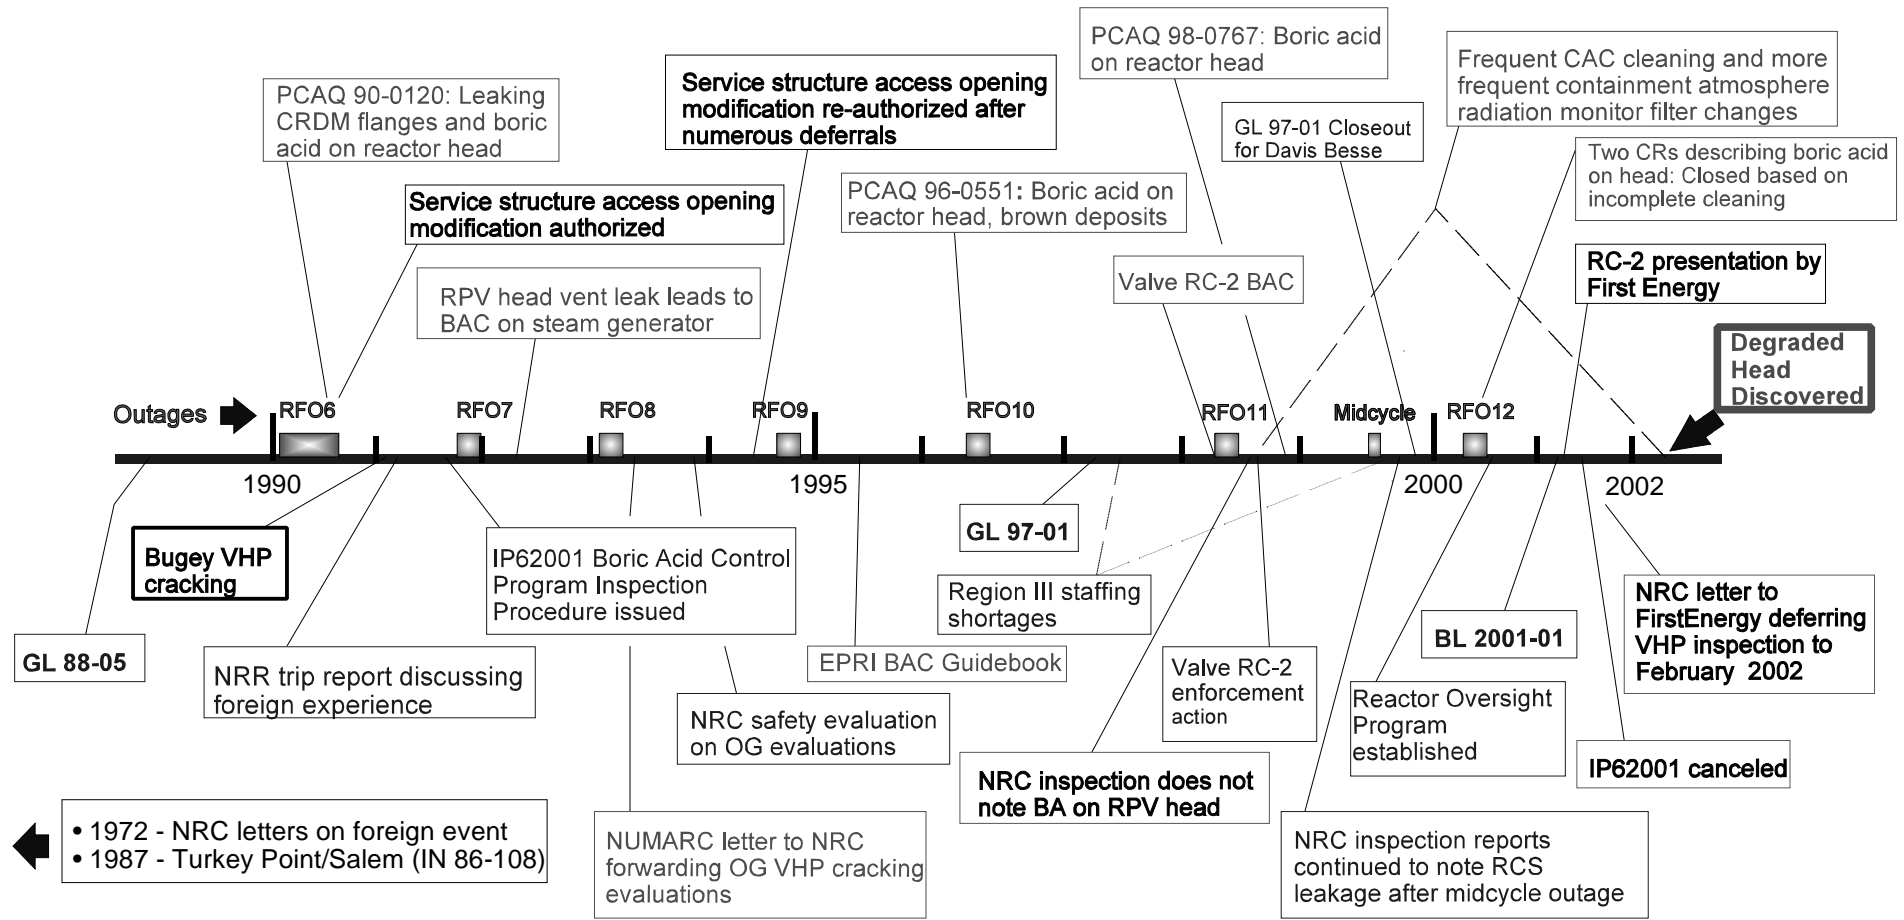 PCAQ 90-0120: Leaking
CRDM flanges and boric
acid on reactor head
Service structure access opening
modification authorized
RPV head vent leak leads to
BAC on steam generator
Service structure access opening
modification re-authorized after
numerous deferrals
PCAQ 96-0551: Boric acid on
reactor head, brown deposits
PCAQ 98-0767: Boric acid
on reactor head
Valve RC-2 BAC
GL 97-01 Closeout
for Davis Besse
Frequent CAC cleaning and more
frequent containment atmosphere
radiation monitor filter changes
Two CRs describing boric acid
on head: Closed based on
incomplete cleaning
RC-2 presentation by
First Energy
Degraded
Head
Discovered
Outages
RFO6
RFO7
RFO8
RFO9
RFO10
RFO11
Midcycle
RFO12
1990
1995
2000
2002
GL 88-05
Bugey VHP
cracking
NRR trip report discussing
foreign experience
IP62001 Boric Acid Control
Program Inspection
Procedure issued
NUMARC letter to NRC
forwarding OG VHP cracking
evaluations
NRC safety evaluation
on OG evaluations
EPRI BAC Guidebook
GL 97-01
Region III staffing
shortages
NRC inspection does not
note BA on RPV head
Valve RC-2
enforcement
action
NRC inspection reports
continued to note RCS
leakage after midcycle outage
Reactor Oversight
Program
established
BL 2001-01
IP62001 canceled
NRC letter to
FirstEnergy deferring
VHP inspection to
February 2002
• 1972 - NRC letters on foreign event
• 1987 - Turkey Point/Salem (IN 86-108)